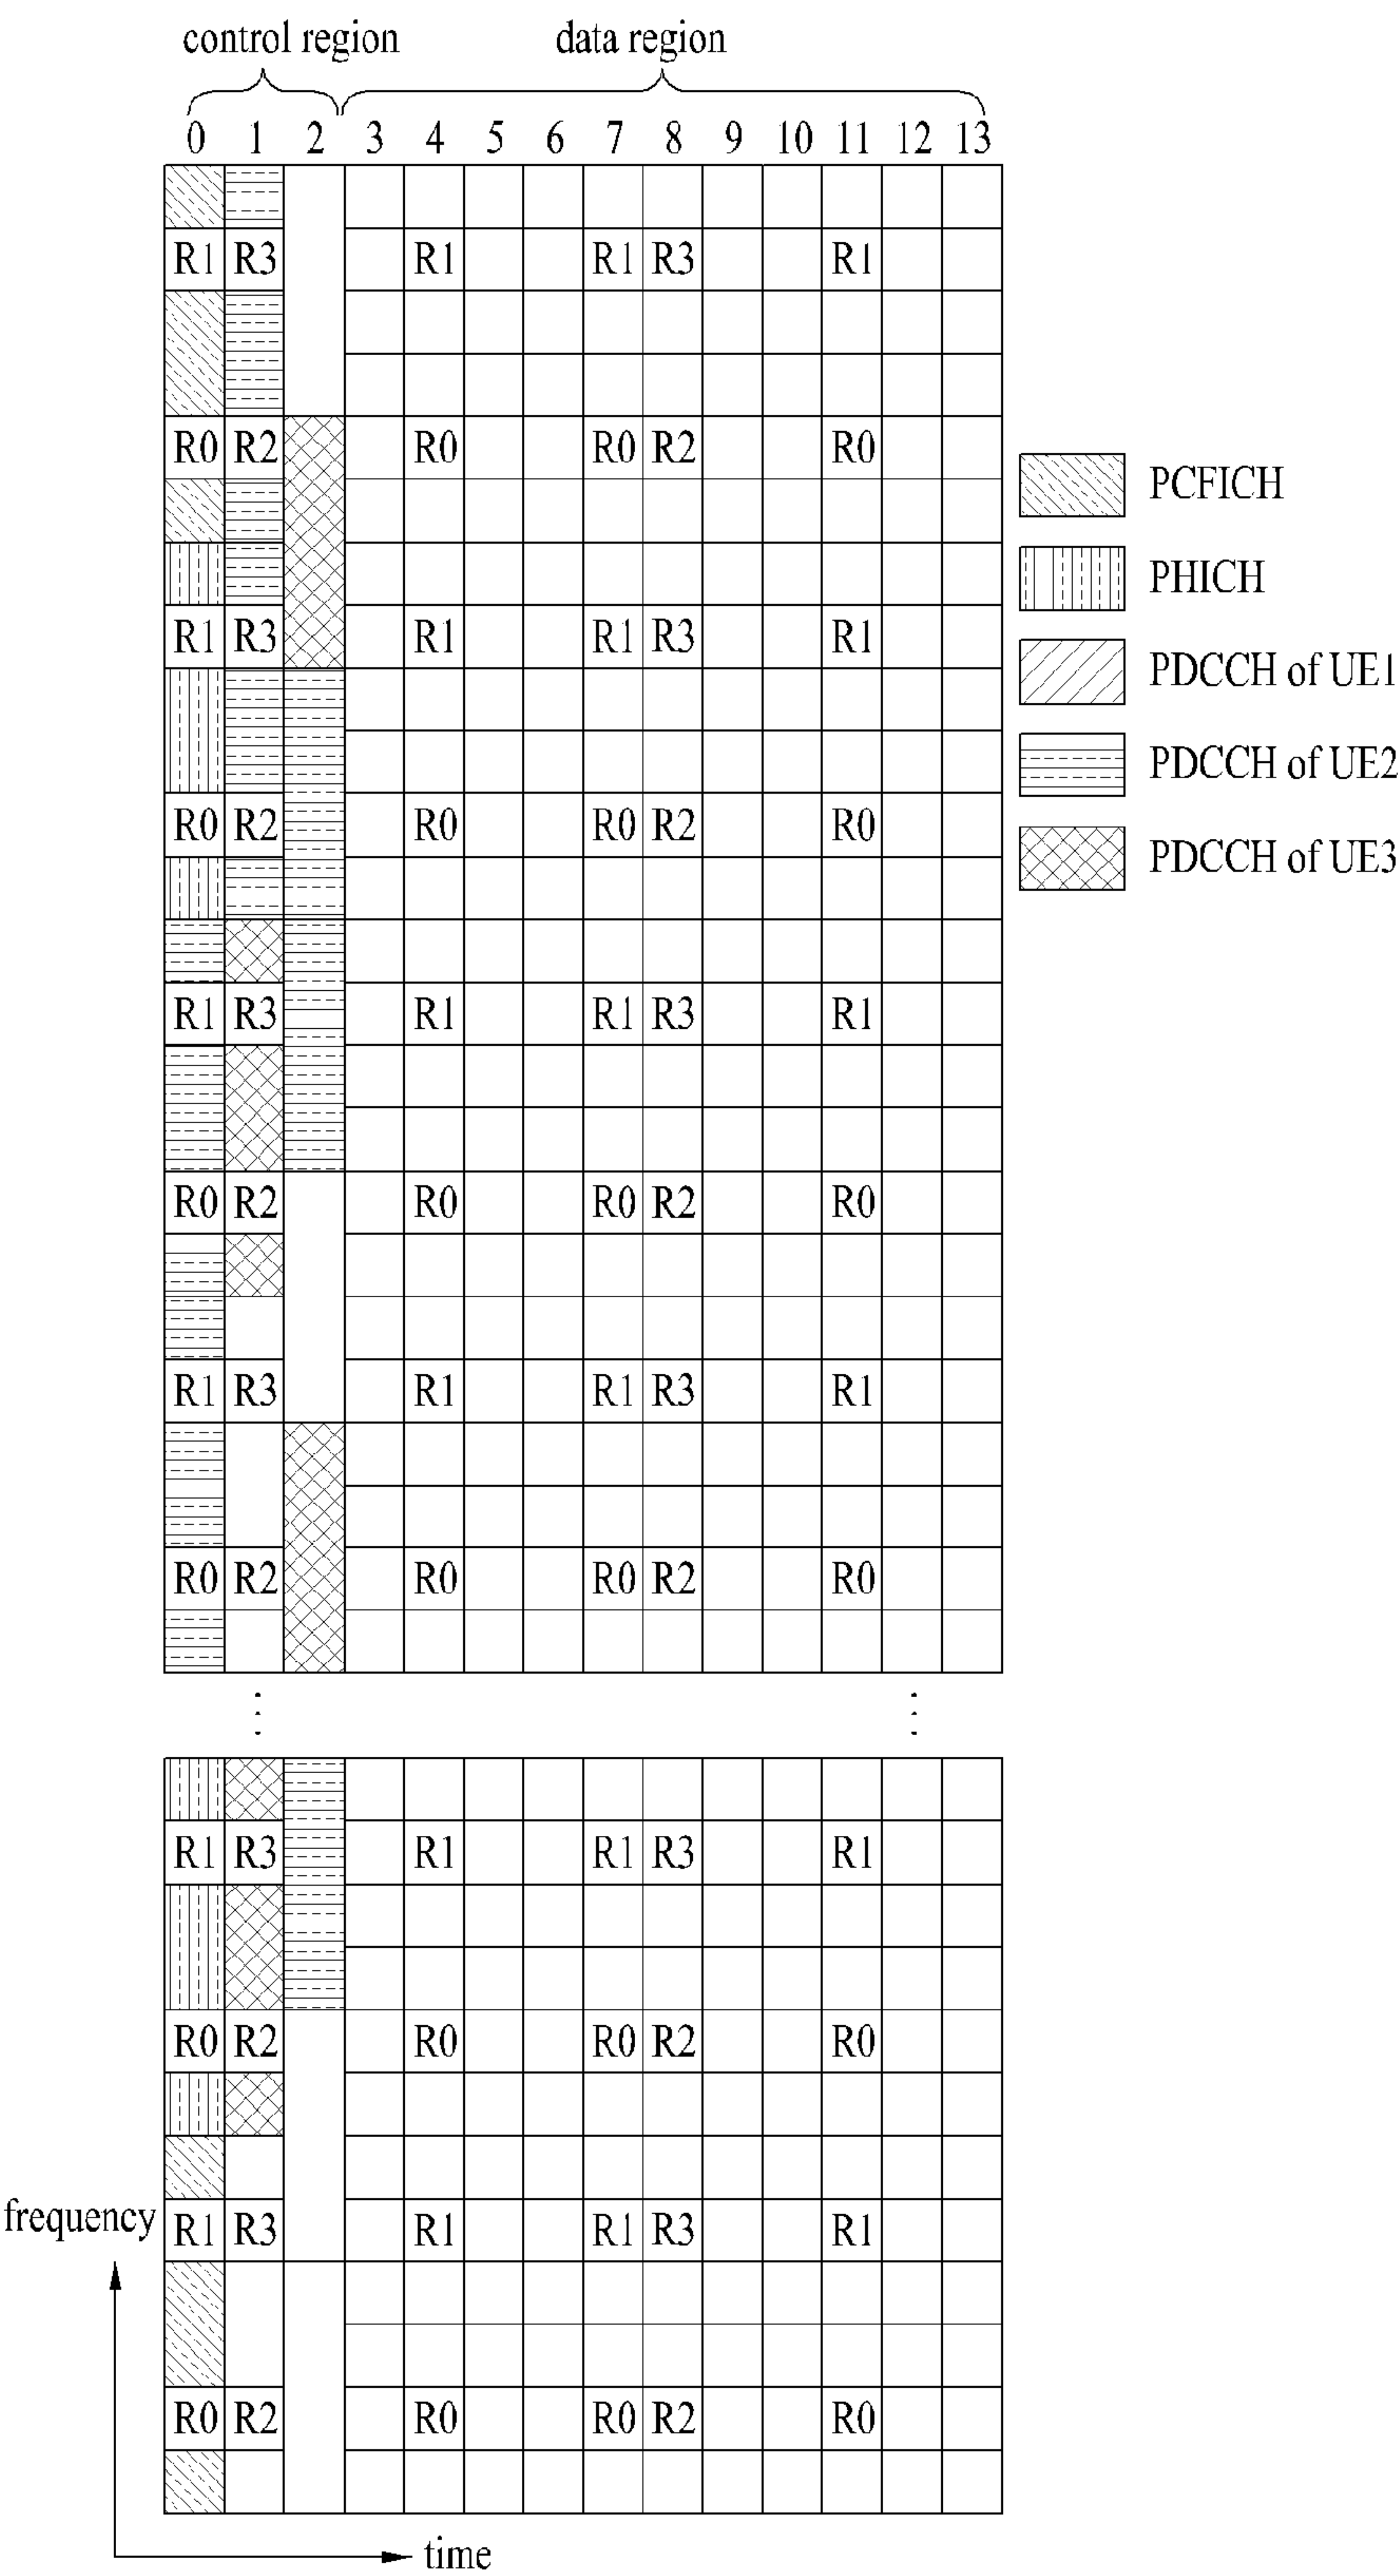 control region data region
0 1 2 3 4 5 6 7 8 9 10 11 12 13
R1 R3 R1 R1 R3 R1
R0 R2 R0 R0 R2 R0
PCFICH
PHICH
R1 R3 R1 R1 R3 R1
PDCCH of UE1
PDCCH of UE2
R0 R2 R0 R0 R2 R0
PDCCH of UE3
R1 R3 R1 R1 R3 R1
R0 R2 R0 R0 R2 R0
R1 R3 R1 R1 R3 R1
R0 R2 R0 R0 R2 R0
R1 R3 R1 R1 R3 R1
R0 R2 R0 R0 R2 R0
frequency
R1 R3 R1 R1 R3 R1
R0 R2 R0 R0 R2 R0
time